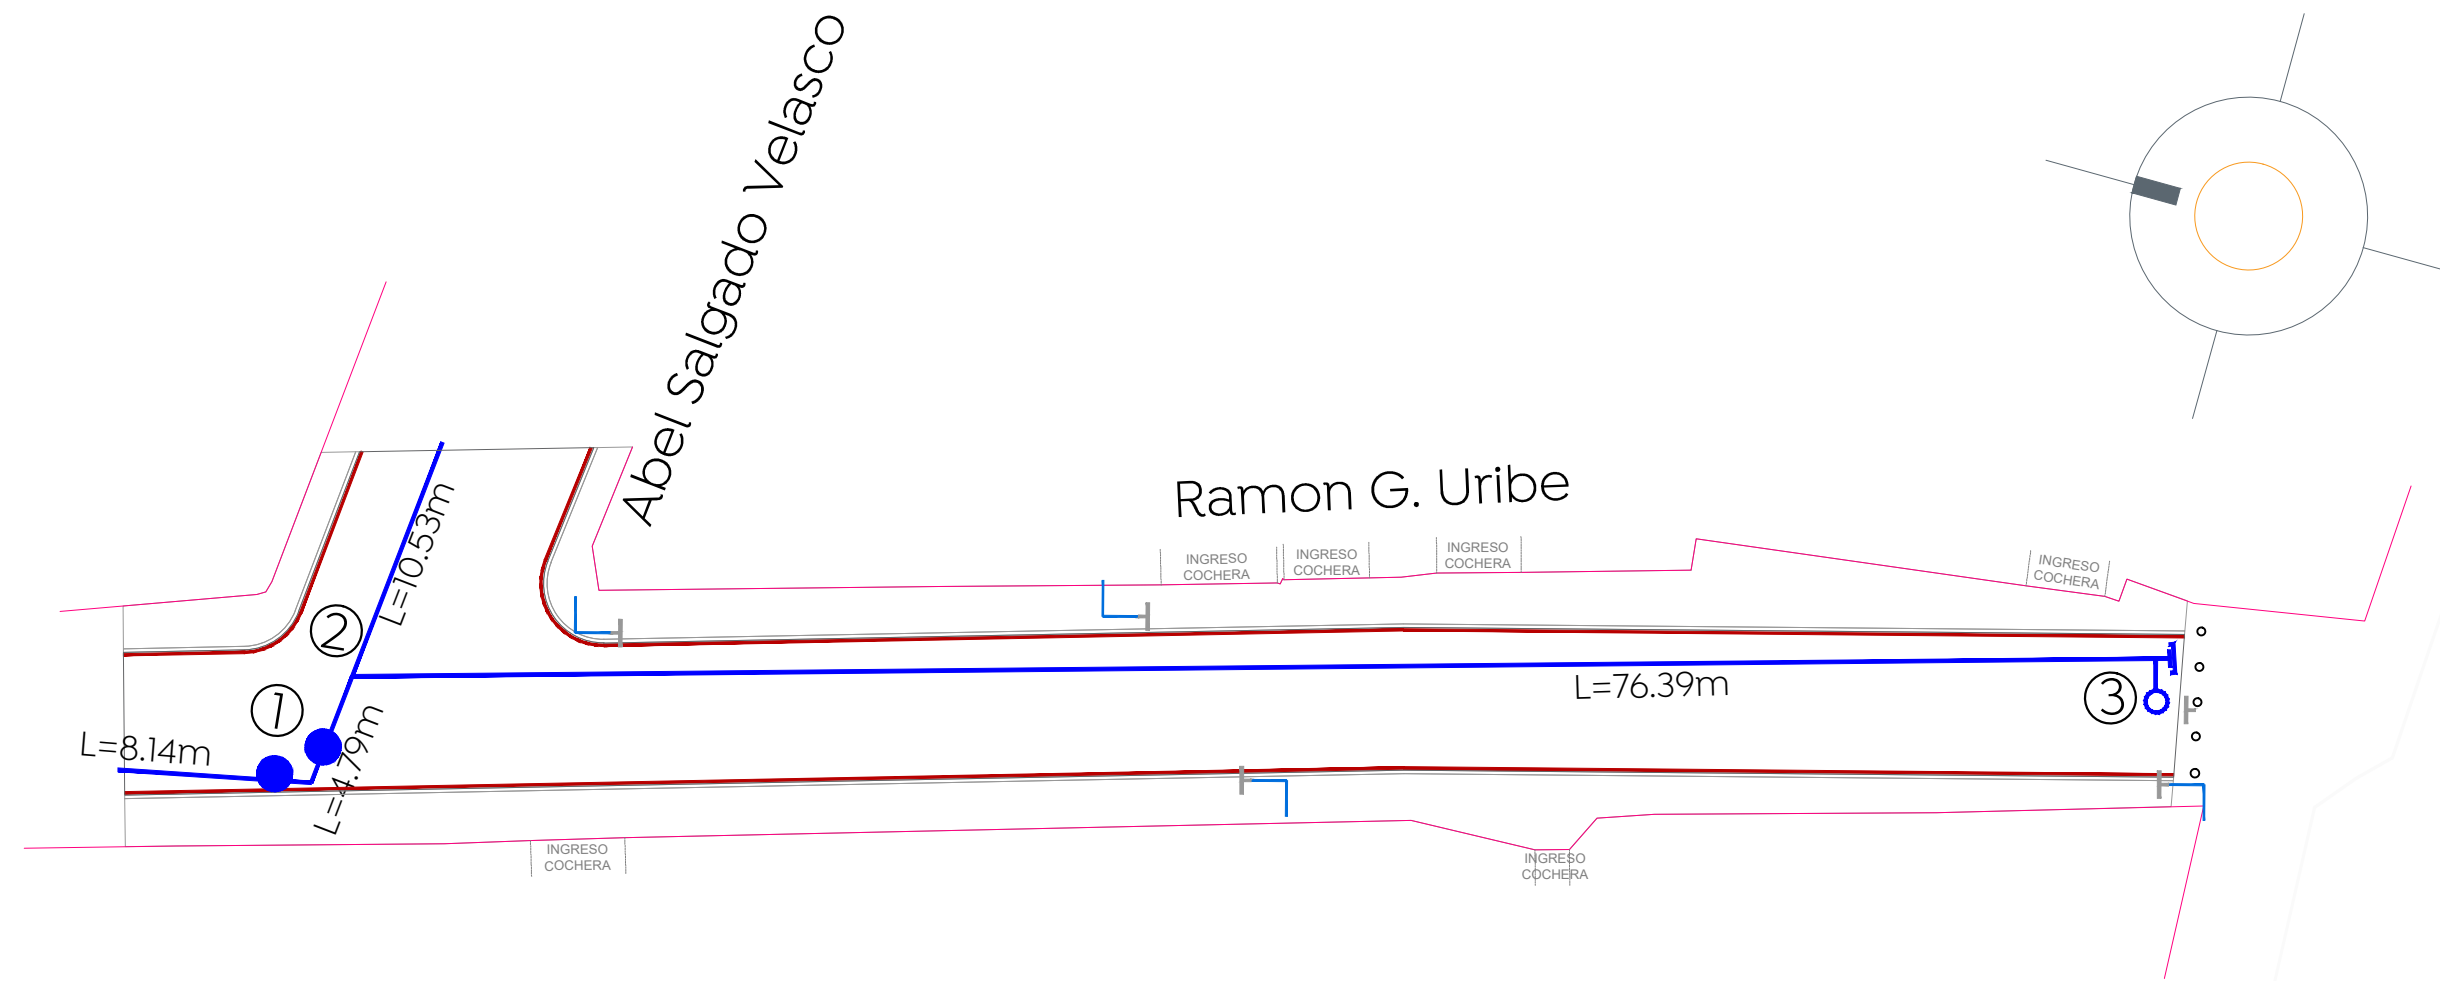 Abel Salgado Velasco
Ramon G. Uribe
INGRESO
COCHERA
INGRESO
COCHERA
INGRESO
COCHERA
INGRESO
COCHERA
L=10.53m
2
L=76.39m
3
1
L=8.14m
L=4.79m
INGRESO
COCHERA
INGRESO
COCHERA